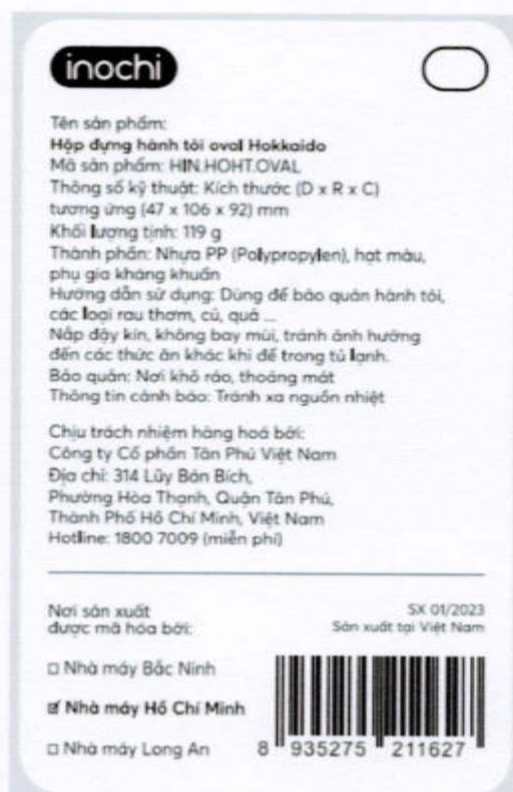 inochi
Tên sản phẩm:
Hộp đựng hành tỏi oval Hokkaido
Mã sản phẩm: HIN.HOHT.OVAL
Thông số kỹ thuật: Kích thước (D x R x C)
tương ứng (47 x 106 x 92) mm
Khối lượng tịnh: 119 g
Thành phần: Nhựa PP (Polypropylen), hạt màu,
phụ gia kháng khuẩn
Hướng dẫn sử dụng: Dùng để bảo quản hành tỏi,
các loại rau thơm, củ, quả ...
Nắp đậy kín, không bay mùi, tránh ảnh hưởng
đến các thức ăn khác khi để trong tủ lạnh.
Bảo quản: Nơi khô ráo, thoáng mát
Thông tin cảnh báo: Tránh xa nguồn nhiệt
Chịu trách nhiệm hàng hoá bởi:
Công ty Cổ phần Tân Phú Việt Nam
Địa chỉ: 314 Lũy Bán Bích,
Phường Hòa Thạnh, Quận Tân Phú,
Thành Phố Hồ Chí Minh, Việt Nam
Hotline: 1800 7009 (miễn phí)
Nơi sản xuất
được mã hóa bởi:
SX 01/2023
Sản xuất tại Việt Nam
Nhà máy Bắc Ninh
Nhà máy Hồ Chí Minh
Nhà máy Long An
8 935275 211627